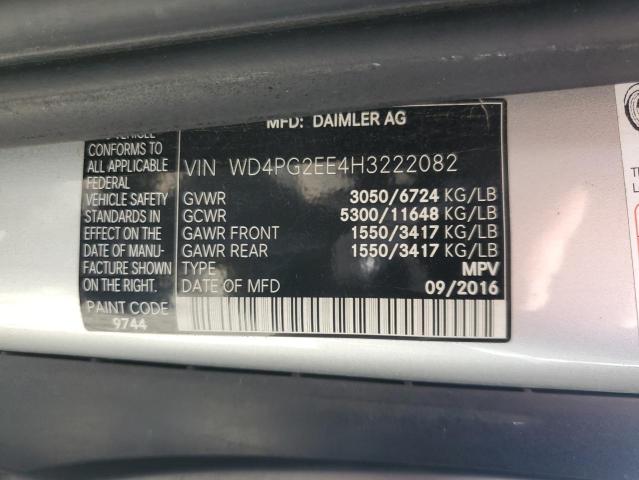 MFD: DAIMLER AG
VEHICLE
CONFORMS TO
ALL APPLICABLE
FEDERAL
VEHICLE SAFETY
STANDARDS IN
EFFECT ON THE
DATE OF MANU-
FACTURE SHOWN
ON THE RIGHT.
PAINT CODE
9744
VIN WD4PG2EE4H3222082
GVWR 3050/6724 KG/LB
GCWR 5300/11648 KG/LB
GAWR FRONT 1550/3417 KG/LB
GAWR REAR 1550/3417 KG/LB
TYPE MPV
DATE OF MFD 09/2016